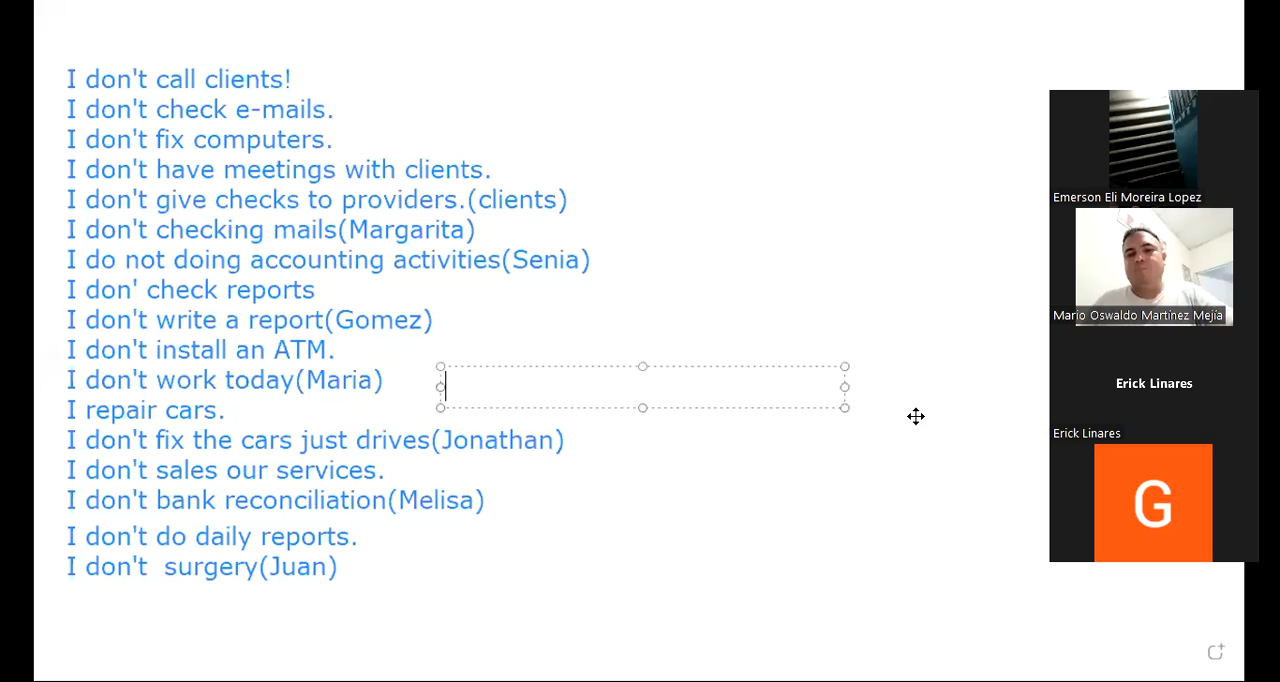 I don't call clients!
I don't check e-mails.
I don't fix computers.
I don't have meetings with clients.
I don't give checks to providers.(clients)
I don't checking mails(Margarita)
I do not doing accounting activities(Senia)
I don' check reports
I don't write a report(Gomez)
I don't install an ATM.
I don't work today(Maria)
I repair cars.
I don't fix the cars just drives(Jonathan)
I don't sales our services.
I don't bank reconciliation(Melisa)
I don't do daily reports.
I don't  surgery(Juan)
Emerson Eli Moreira Lopez
Mario Oswaldo Martínez Mejía
Erick Linares
Erick Linares
G